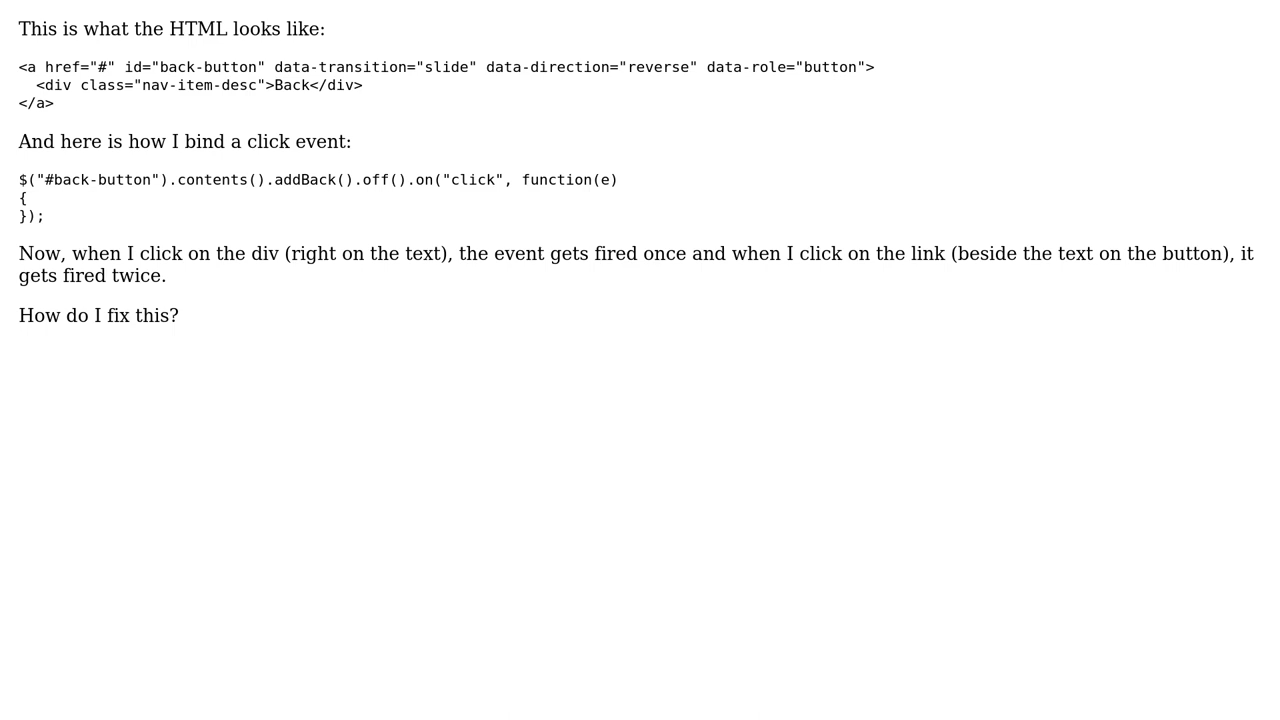 This is what the HTML looks like:
<a href="#" id="back-button" data-transition="slide" data-direction="reverse" data-role="button">
  <div class="nav-item-desc">Back</div>
</a>
And here is how I bind a click event:
$("#back-button").contents().addBack().off().on("click", function(e)
{
});
Now, when I click on the div (right on the text), the event gets fired once and when I click on the link (beside the text on the button), it
gets fired twice.
How do I fix this?